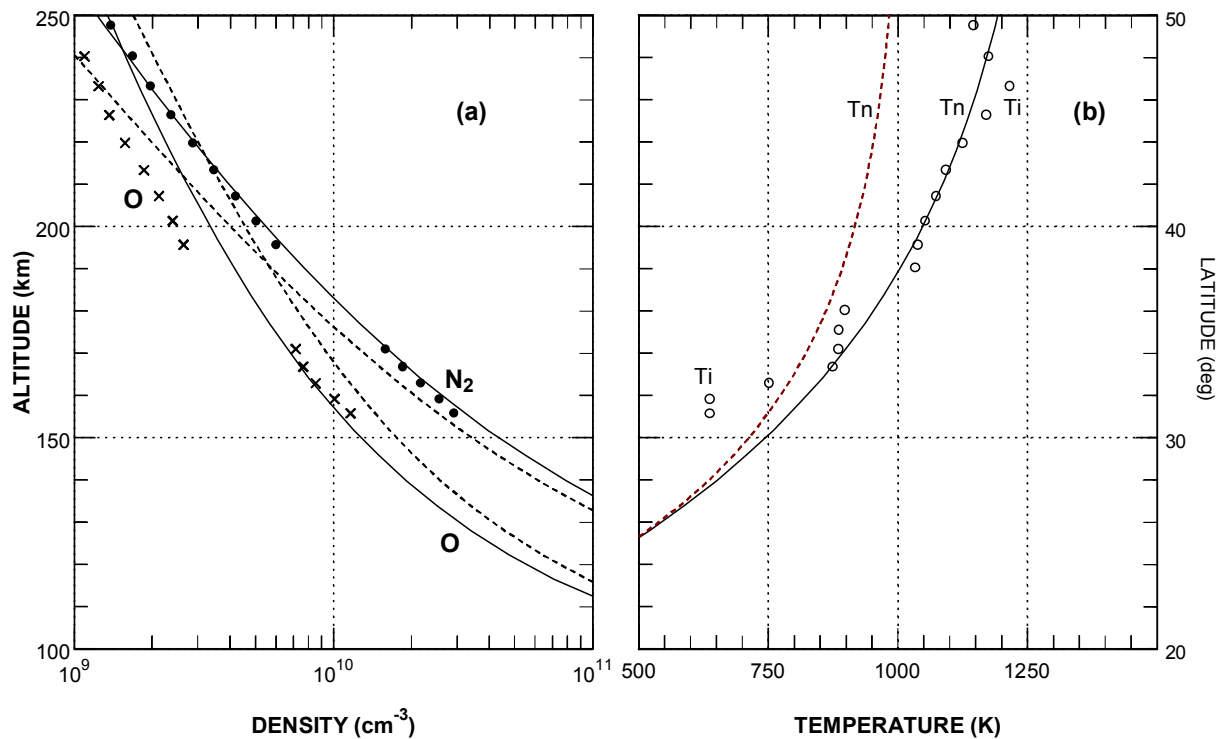 250
200
150
100
ALTITUDE (km)
(a)
O
N2
O
10^9
10^10
10^11
DENSITY (cm^-3)
Tn
Tn
Ti
(b)
Ti
500
750
1000
1250
TEMPERATURE (K)
50
40
30
20
LATITUDE (deg)